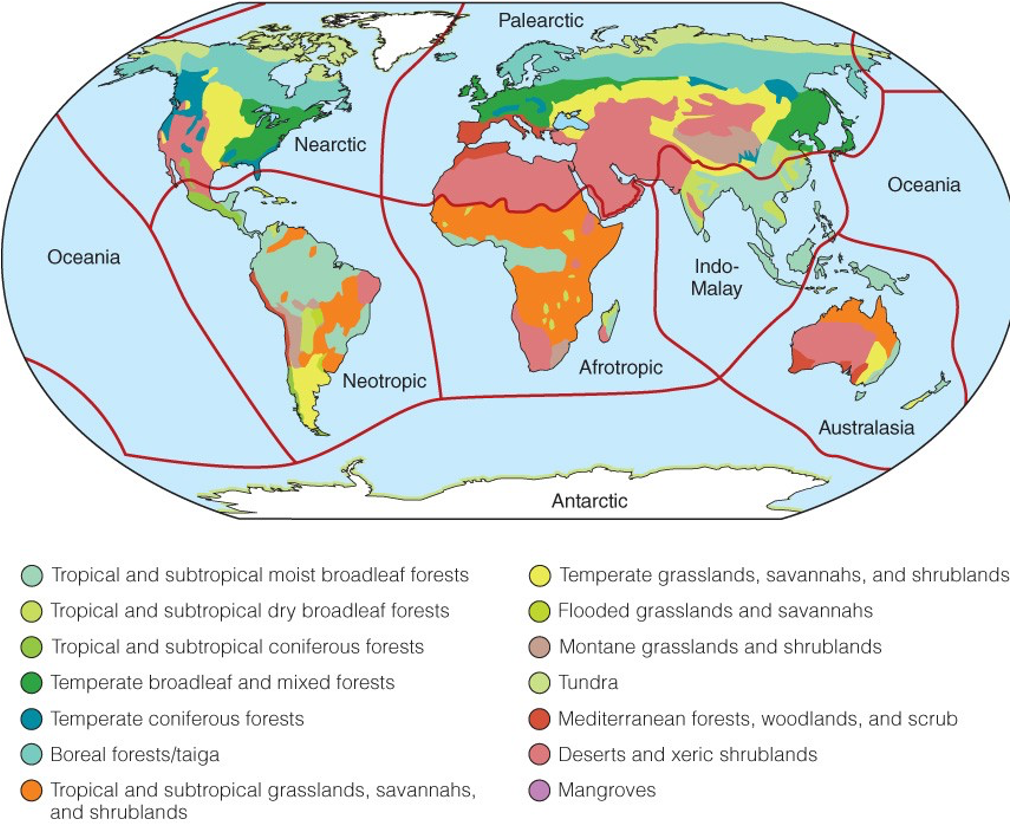 Palearctic
Nearctic
Oceania
Oceania
Indo-
Malay
Neotropic
Afrotropic
Australasia
Antarctic
Tropical and subtropical moist broadleaf forests
Tropical and subtropical dry broadleaf forests
Tropical and subtropical coniferous forests
Temperate broadleaf and mixed forests
Temperate coniferous forests
Boreal forests/taiga
Tropical and subtropical grasslands, savannahs,
and shrublands
Temperate grasslands, savannahs, and shrublands
Flooded grasslands and savannahs
Montane grasslands and shrublands
Tundra
Mediterranean forests, woodlands, and scrub
Deserts and xeric shrublands
Mangroves